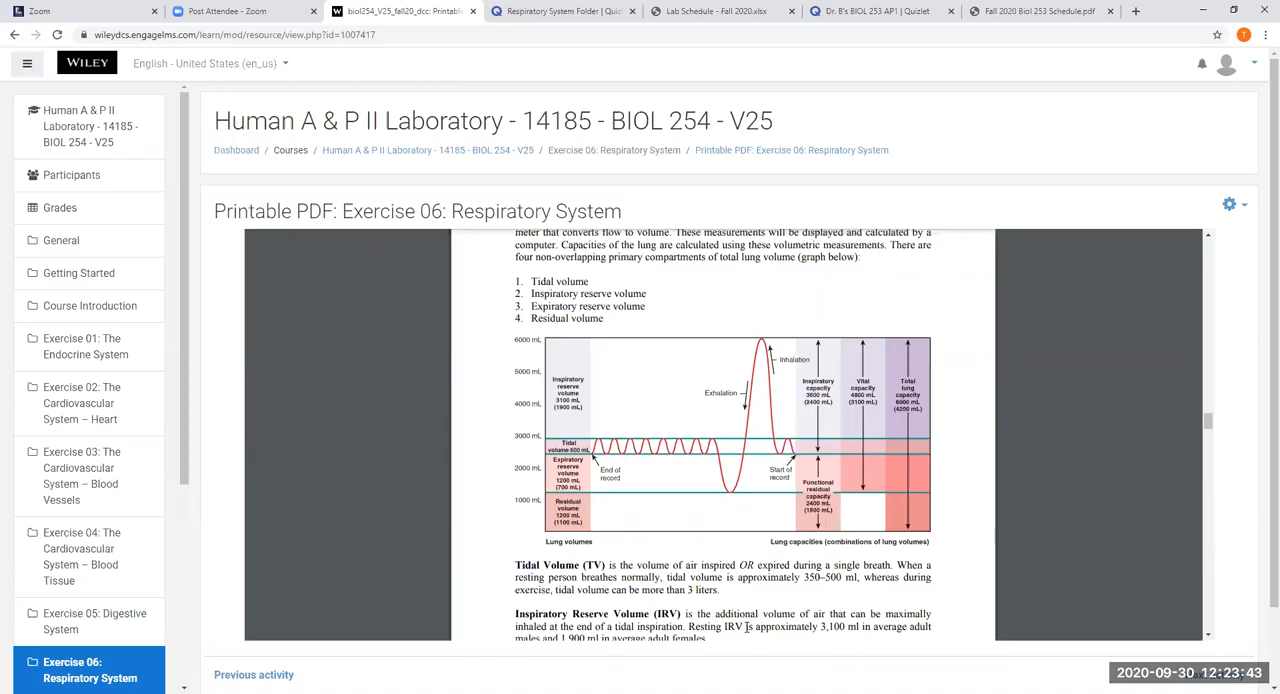 Zoom
Post Attendee - Zoom
biol254_V25_fall20_dcc: Printabl
Respiratory System Folder | Quiz
Lab Schedule - Fall 2020.xlsx
Dr. B's BIOL 253 AP1 | Quizlet
Fall 2020 Biol 253 Schedule.pdf
wileydcs.engagelms.com/learn/mod/resource/view.php?id=1007417
T
WILEY
English - United States (en_us)
Human A & P II
Laboratory - 14185 -
BIOL 254 - V25
Participants
Grades
General
Getting Started
Course Introduction
Exercise 01: The
Endocrine System
Exercise 02: The
Cardiovascular
System – Heart
Exercise 03: The
Cardiovascular
System – Blood
Vessels
Exercise 04: The
Cardiovascular
System – Blood
Tissue
Exercise 05: Digestive
System
Exercise 06:
Respiratory System
Human A & P II Laboratory - 14185 - BIOL 254 - V25
Dashboard / Courses / Human A & P II Laboratory - 14185 - BIOL 254 - V25 / Exercise 06: Respiratory System / Printable PDF: Exercise 06: Respiratory System
Printable PDF: Exercise 06: Respiratory System
meter that converts flow to volume. These measurements will be displayed and calculated by a
computer. Capacities of the lung are calculated using these volumetric measurements. There are
four non-overlapping primary compartments of total lung volume (graph below):
1. Tidal volume
2. Inspiratory reserve volume
3. Expiratory reserve volume
4. Residual volume
6000 mL
5000 mL
4000 mL
3000 mL
2000 mL
1000 mL
Inspiratory
reserve
volume
3100 mL
(1900 mL)
Tidal
volume 500 mL
Expiratory
reserve
volume
1200 mL
(700 mL)
Residual
volume
1200 mL
(1100 mL)
End of
record
Exhalation
Inhalation
Start of
record
Inspiratory
capacity
3600 mL
(2400 mL)
Functional
residual
capacity
2400 mL
(1800 mL)
Vital
capacity
4800 mL
(3100 mL)
Total
lung
capacity
6000 mL
(4200 mL)
Lung volumes
Lung capacities (combinations of lung volumes)
Tidal Volume (TV) is the volume of air inspired OR expired during a single breath. When a
resting person breathes normally, tidal volume is approximately 350–500 ml, whereas during
exercise, tidal volume can be more than 3 liters.
Inspiratory Reserve Volume (IRV) is the additional volume of air that can be maximally
inhaled at the end of a tidal inspiration. Resting IRV is approximately 3,100 ml in average adult
males and 1,900 ml in average adult females.
Previous activity
2020-09-30 12:23:43